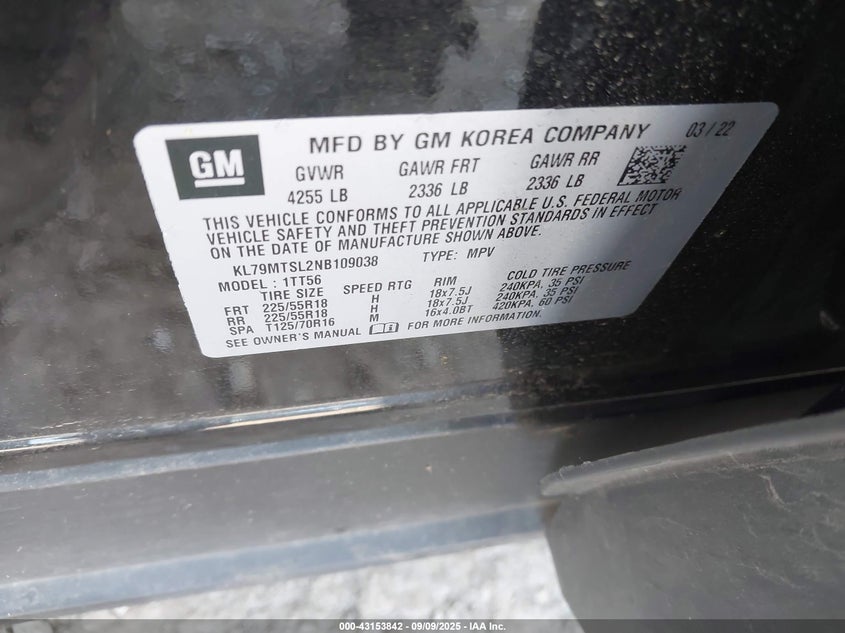 GM
MFD BY GM KOREA COMPANY 03/22
GVWR GAWR FRT GAWR RR
4255 LB 2336 LB 2336 LB
THIS VEHICLE CONFORMS TO ALL APPLICABLE U.S. FEDERAL MOTOR
VEHICLE SAFETY AND THEFT PREVENTION STANDARDS IN EFFECT
ON THE DATE OF MANUFACTURE SHOWN ABOVE.
KL79MTSL2NB109038 TYPE: MPV
MODEL: 1TT56
TIRE SIZE SPEED RTG RIM COLD TIRE PRESSURE
FRT 225/55R18 H 18x7.5J 240KPA, 35 PSI
RR 225/55R18 H 18x7.5J 240KPA, 35 PSI
SPA T125/70R16 M 16x4.0BT 420KPA, 60 PSI
SEE OWNER'S MANUAL FOR MORE INFORMATION.
000-43153842 - 09/09/2025 - IAA Inc.